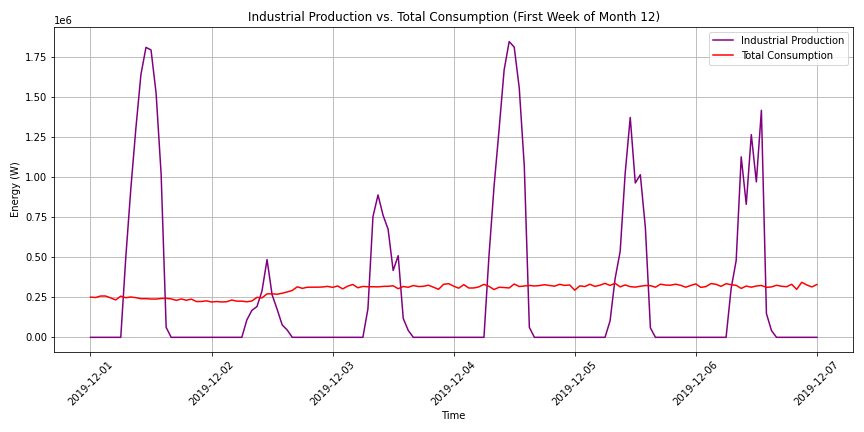 Industrial Production vs. Total Consumption (First Week of Month 12)
1e6
Industrial Production
Total Consumption
1.75
1.50
1.25
1.00
0.75
0.50
0.25
0.00
Energy (W)
2019-12-01
2019-12-02
2019-12-03
2019-12-04
2019-12-05
2019-12-06
2019-12-07
Time